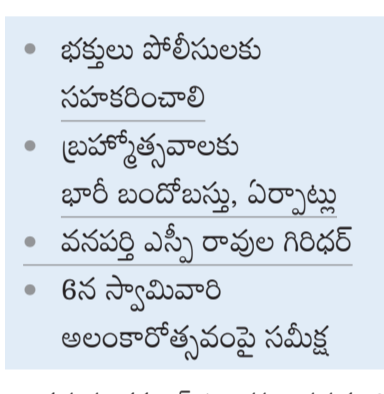 • భక్తులు పోలీసులకు
సహకరించాలి
• బ్రహ్మోత్సవాలకు
భారీ బందోబస్తు, ఏర్పాట్లు
• వనపర్తి ఎస్పీ రావుల గిరిధర్
• 6న స్వామివారి
అలంకారోత్సవంపై సమీక్ష